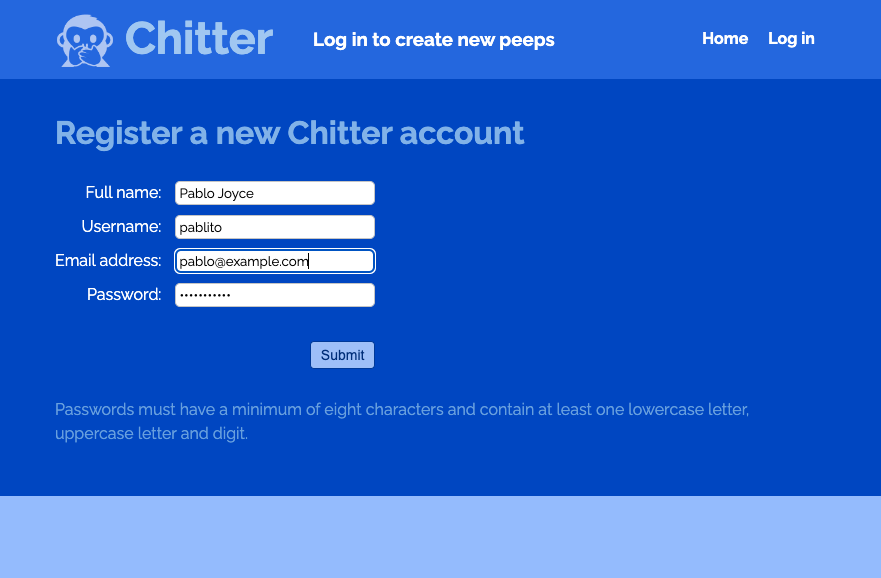 Chitter
Log in to create new peeps
Home
Log in
Register a new Chitter account
Full name: Pablo Joyce
Username: pablito
Email address: pablo@example.com
Password: •••••••••••
Submit
Passwords must have a minimum of eight characters and contain at least one lowercase letter,
uppercase letter and digit.